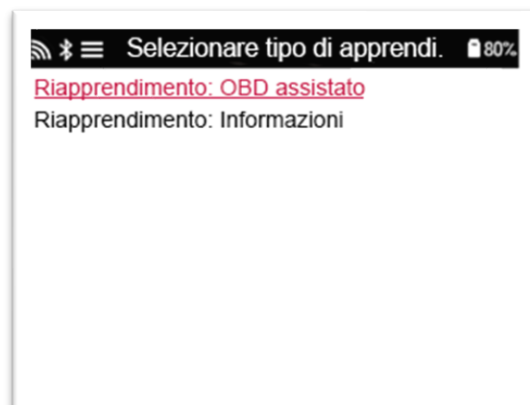 Selezionare tipo di apprendi. 80%
Riapprendimento: OBD assistato
Riapprendimento: Informazioni